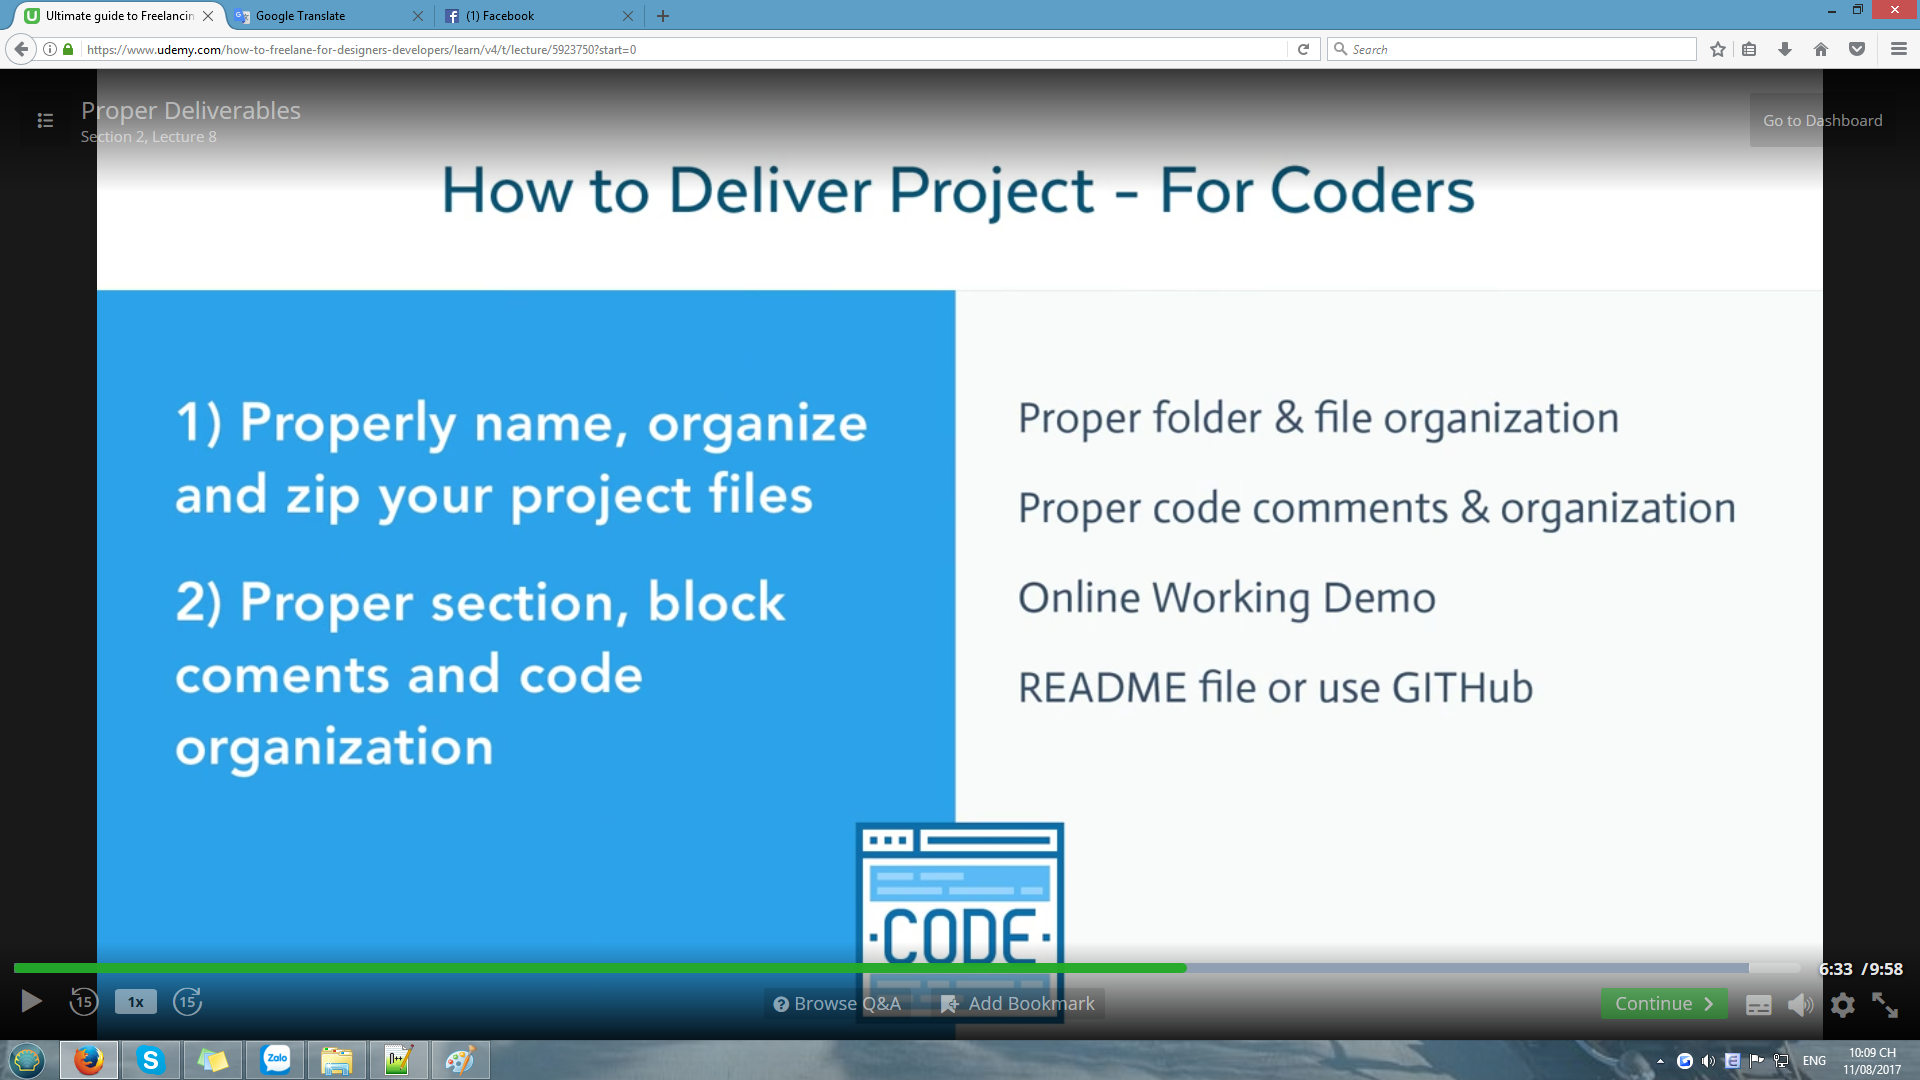 Ultimate guide to Freelancin
Google Translate
(1) Facebook
https://www.udemy.com/how-to-freelane-for-designers-developers/learn/v4/t/lecture/5923750?start=0
Search
Proper Deliverables
Section 2, Lecture 8
Go to Dashboard
How to Deliver Project - For Coders
1) Properly name, organize
and zip your project files
2) Proper section, block
coments and code
organization
Proper folder & file organization
Proper code comments & organization
Online Working Demo
README file or use GITHub
CODE
6:33 / 9:58
15
1x
15
Browse Q&A
Add Bookmark
Continue
Zalo
ENG
10:09 CH
11/08/2017